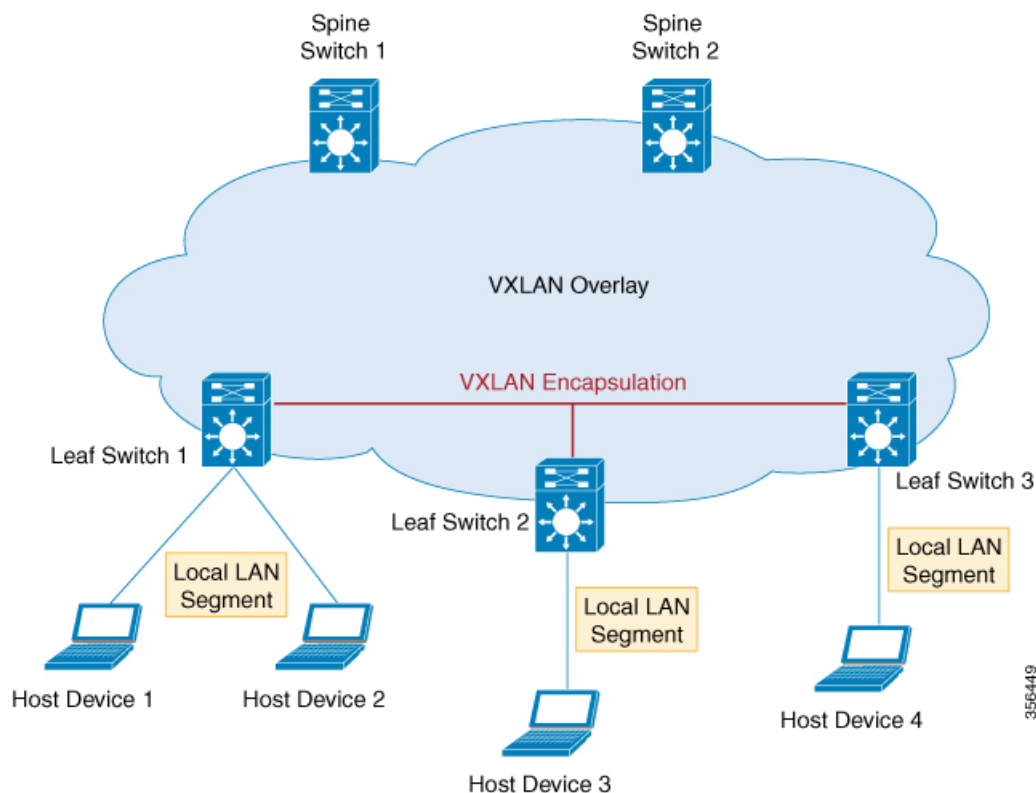 Spine
Switch 1
Spine
Switch 2
VXLAN Overlay
VXLAN Encapsulation
Leaf Switch 1
Leaf Switch 2
Leaf Switch 3
Local LAN
Segment
Local LAN
Segment
Local LAN
Segment
Host Device 1
Host Device 2
Host Device 3
Host Device 4
356449